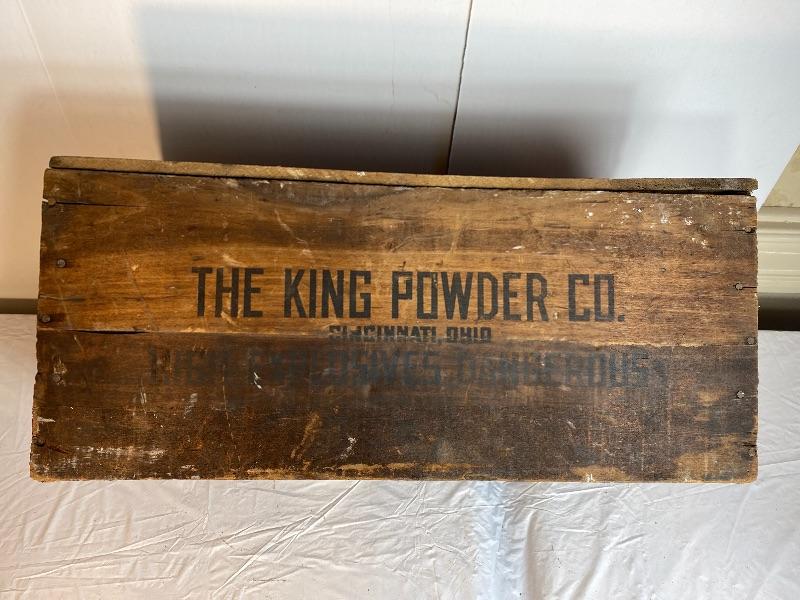 THE KING POWDER CO.
CINCINNATI, OHIO
HIGH EXPLOSIVES DANGEROUS